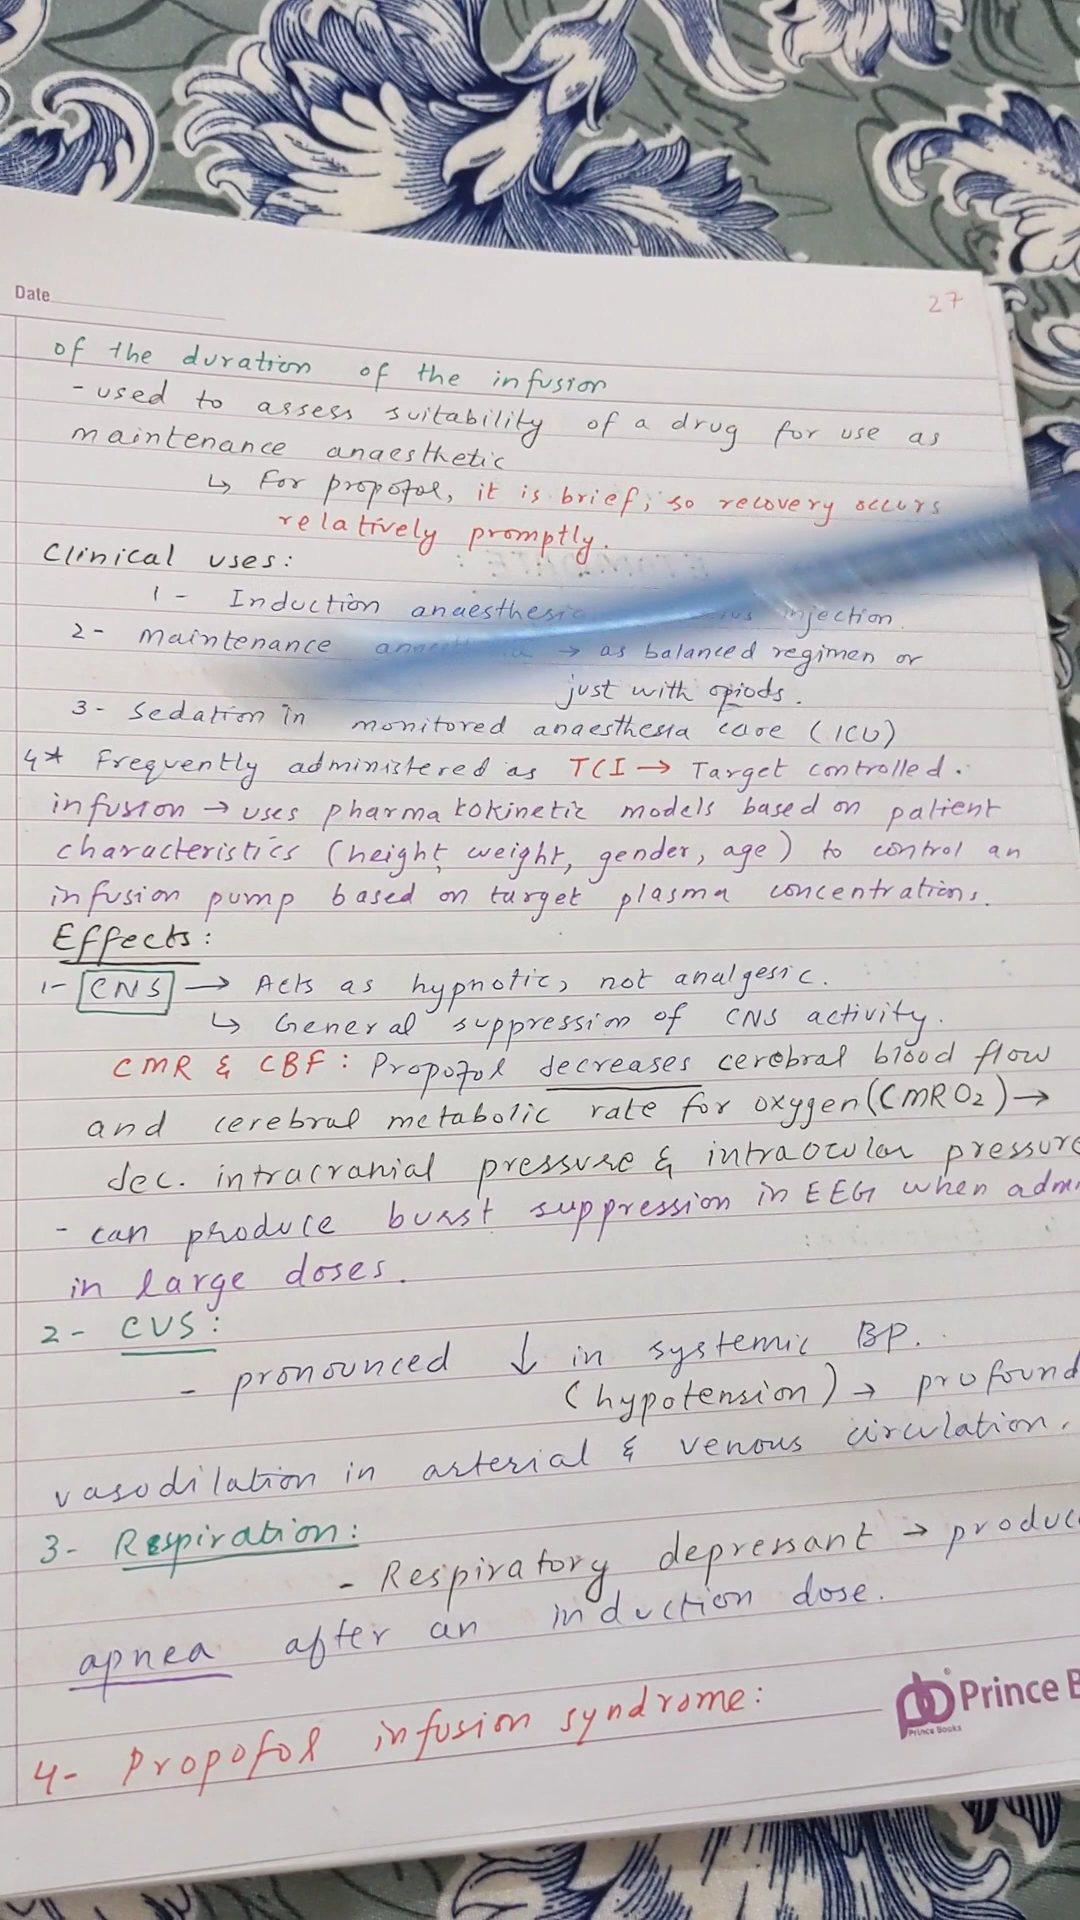 Date
27
of the duration of the infusion
- used to assess suitability of a drug for use as
maintenance anaesthetic
↳ For propofol, it is brief; so recovery occurs
relatively promptly.
Clinical uses:
1- Induction anaesthesia injection.
2- maintenance → as balanced regimen or
just with opiods.
3- Sedation in monitored anaesthesia care (ICU)
4* Frequently administered as TCI → Target controlled.
infusion → uses pharmakokinetic models based on patient
characteristics (height, weight, gender, age) to control an
infusion pump based on target plasma concentrations.
Effects:
1- CNS → Acts as hypnotic, not analgesic.
↳ General suppression of CNS activity.
CMR & CBF: Propofol decreases cerebral blood flow
and cerebral metabolic rate for oxygen (CMRO2) →
dec. intracranial pressure & intraocular pressure
- can produce burst suppression in EEG when adm
in large doses.
2- CVS:
- pronounced ↓ in systemic BP.
(hypotension) → profound
vasodilation in arterial & venous circulation.
3- Respiration:
- Respiratory depressant → produc
apnea after an induction dose.
4- Propofol infusion syndrome:
Prince B
Prince Books